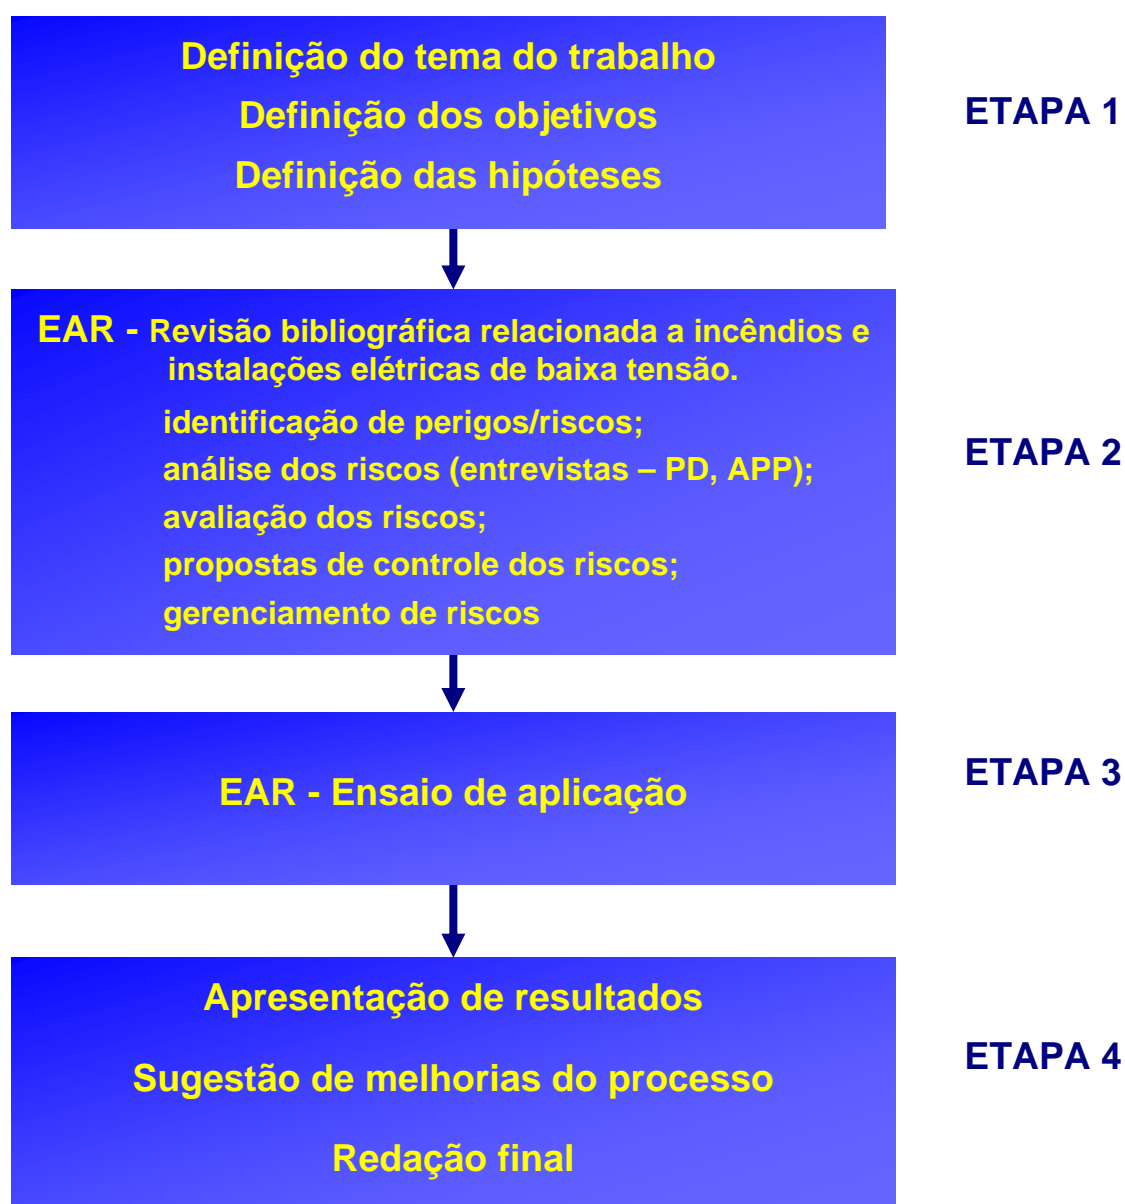 Definição do tema do trabalho
Definição dos objetivos
Definição das hipóteses
ETAPA 1
EAR - Revisão bibliográfica relacionada a incêndios e
instalações elétricas de baixa tensão.
identificação de perigos/riscos;
análise dos riscos (entrevistas – PD, APP);
avaliação dos riscos;
propostas de controle dos riscos;
gerenciamento de riscos
ETAPA 2
EAR - Ensaio de aplicação
ETAPA 3
Apresentação de resultados
Sugestão de melhorias do processo
Redação final
ETAPA 4